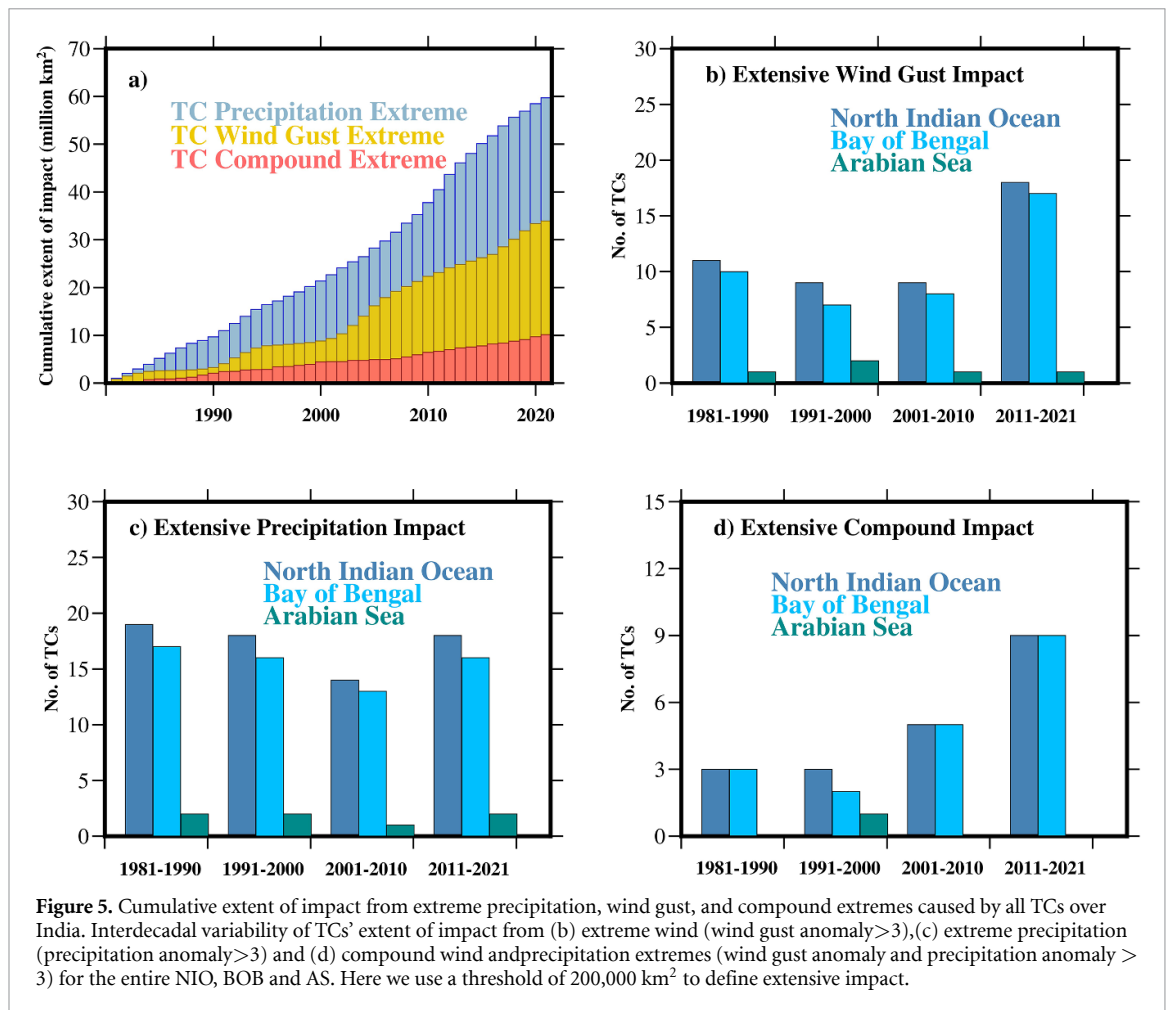 a)
TC Precipitation Extreme
TC Wind Gust Extreme
TC Compound Extreme
Cumulative extent of impact (million km²)
70
60
50
40
30
20
10
0
1990
2000
2010
2020
b) Extensive Wind Gust Impact
North Indian Ocean
Bay of Bengal
Arabian Sea
No. of TCs
30
25
20
15
10
5
0
1981-1990
1991-2000
2001-2010
2011-2021
c) Extensive Precipitation Impact
North Indian Ocean
Bay of Bengal
Arabian Sea
No. of TCs
30
25
20
15
10
5
0
1981-1990
1991-2000
2001-2010
2011-2021
d) Extensive Compound Impact
North Indian Ocean
Bay of Bengal
Arabian Sea
No. of TCs
15
12
9
6
3
0
1981-1990
1991-2000
2001-2010
2011-2021
Figure 5. Cumulative extent of impact from extreme precipitation, wind gust, and compound extremes caused by all TCs over
India. Interdecadal variability of TCs' extent of impact from (b) extreme wind (wind gust anomaly>3),(c) extreme precipitation
(precipitation anomaly>3) and (d) compound wind andprecipitation extremes (wind gust anomaly and precipitation anomaly >
3) for the entire NIO, BOB and AS. Here we use a threshold of 200,000 km² to define extensive impact.